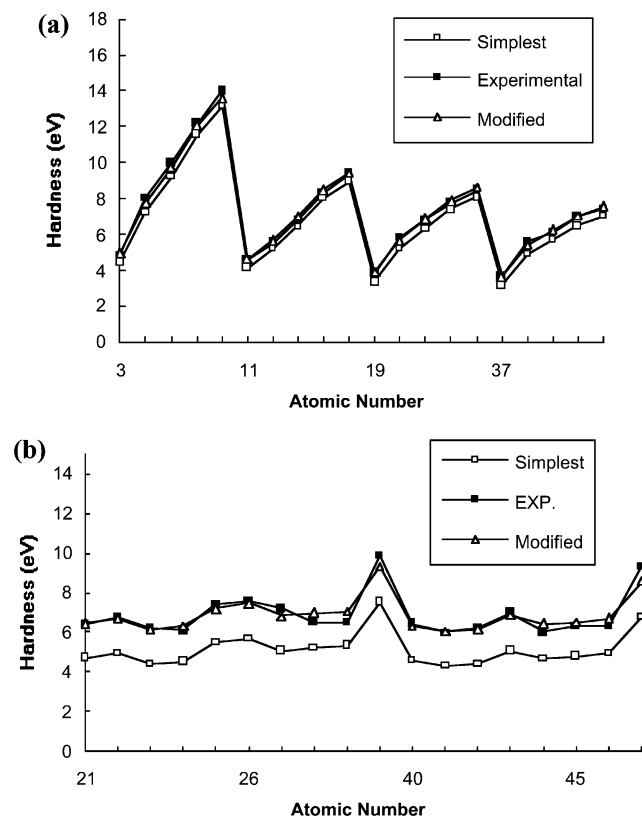 (a)
18
16
14
12
10
8
6
4
2
0
Hardness (eV)
Simplest
Experimental
Modified
3 11 19 37
Atomic Number
(b)
14
12
10
8
6
4
2
0
Hardness (eV)
Simplest
EXP.
Modified
21 26 40 45
Atomic Number